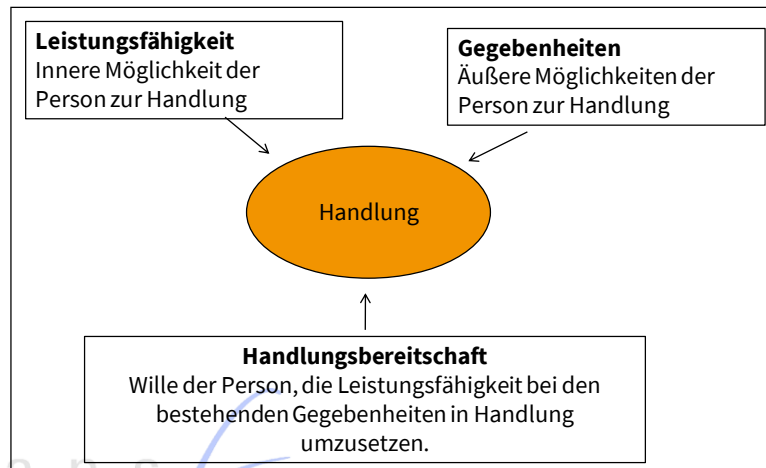 Leistungsfähigkeit
Innere Möglichkeit der
Person zur Handlung
Gegebenheiten
Äußere Möglichkeiten der
Person zur Handlung
Handlung
Handlungsbereitschaft
Wille der Person, die Leistungsfähigkeit bei den
bestehenden Gegebenheiten in Handlung
umzusetzen.